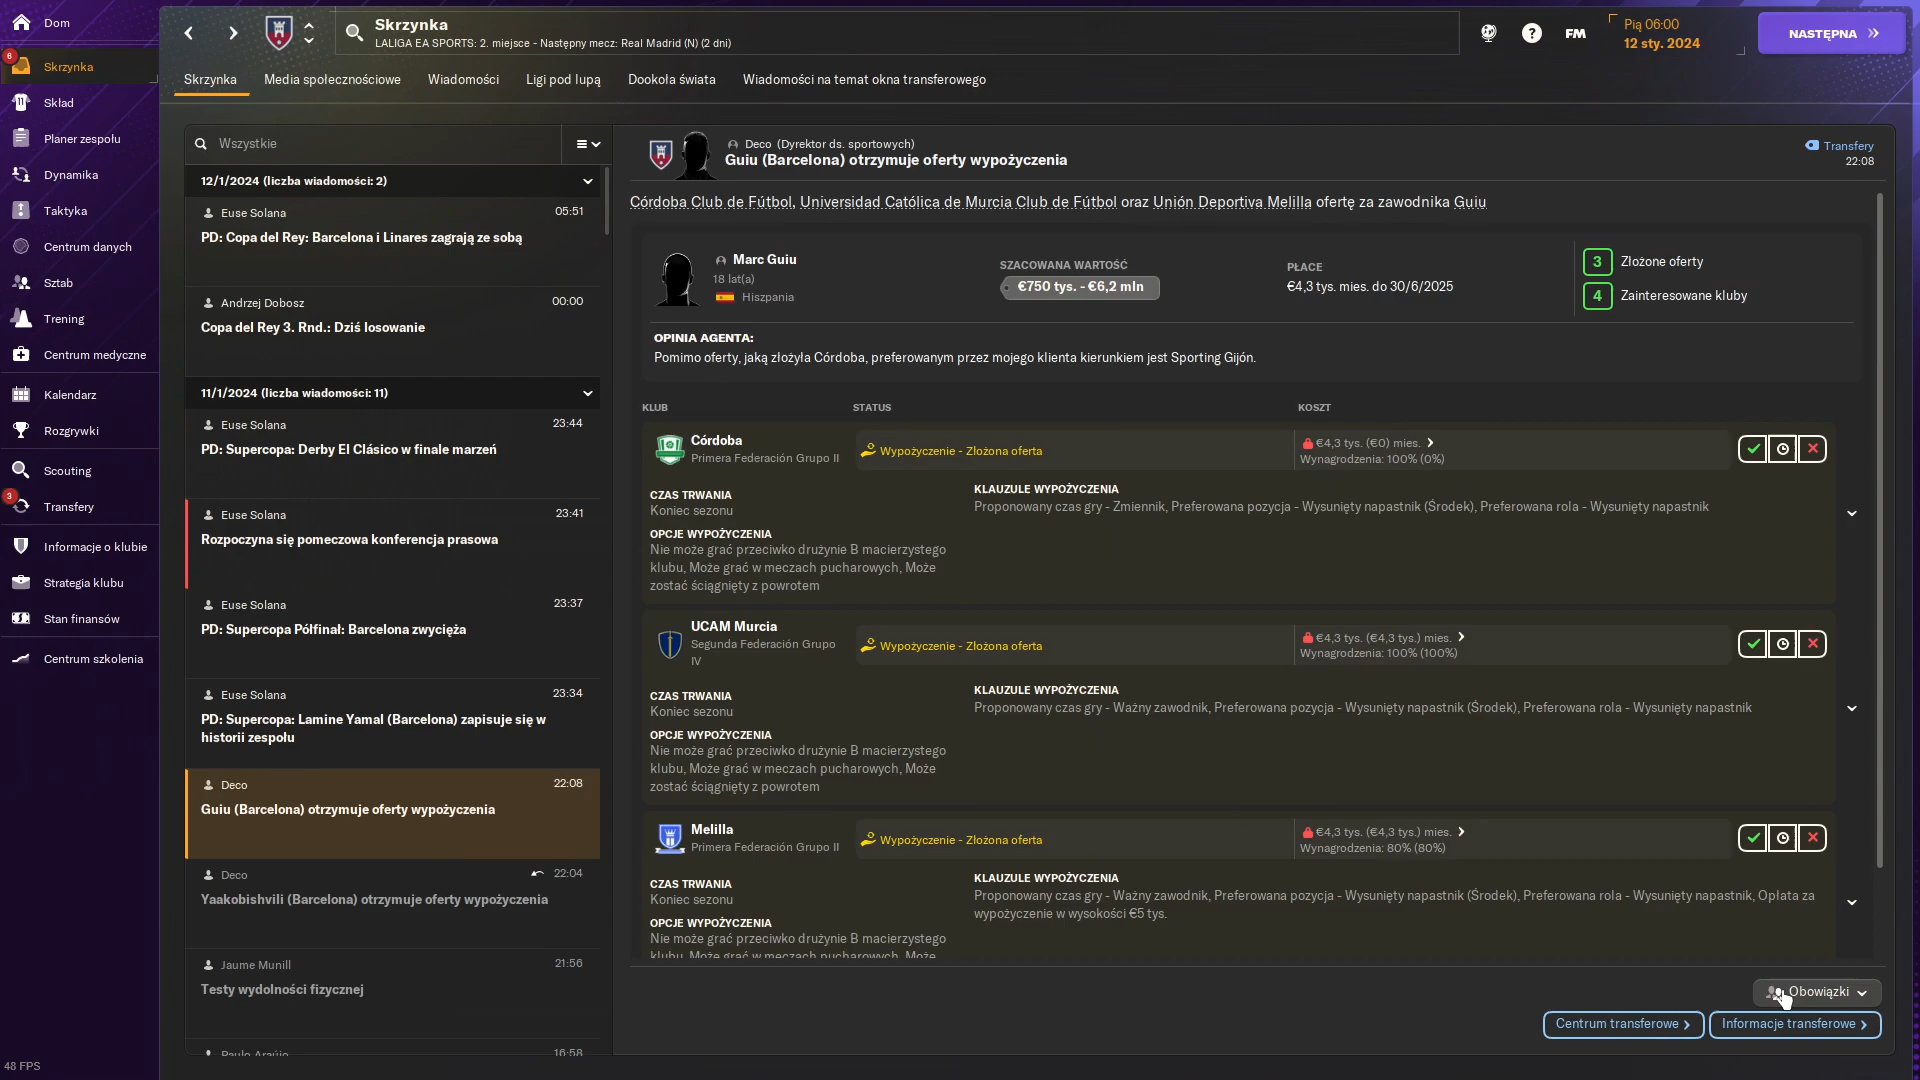 Dom
6
Skrzynka
Skład
Planer zespołu
Dynamika
Taktyka
Centrum danych
Sztab
Trening
Centrum medyczne
Kalendarz
Rozgrywki
Scouting
3
Transfery
Informacje o klubie
Strategia klubu
Stan finansów
Centrum szkolenia
48 FPS
Skrzynka
LALIGA EA SPORTS: 2. miejsce - Następny mecz: Real Madrid (N) (2 dni)
?
FM
Pią 06:00
12 sty. 2024
NASTĘPNA
Skrzynka Media społecznościowe Wiadomości Ligi pod lupą Dookoła świata Wiadomości na temat okna transferowego
Wszystkie
12/1/2024 (liczba wiadomości: 2)
Euse Solana 05:51
PD: Copa del Rey: Barcelona i Linares zagrają ze sobą
Andrzej Dobosz 00:00
Copa del Rey 3. Rnd.: Dziś losowanie
11/1/2024 (liczba wiadomości: 11)
Euse Solana 23:44
PD: Supercopa: Derby El Clásico w finale marzeń
Euse Solana 23:41
Rozpoczyna się pomeczowa konferencja prasowa
Euse Solana 23:37
PD: Supercopa Półfinał: Barcelona zwycięża
Euse Solana 23:34
PD: Supercopa: Lamine Yamal (Barcelona) zapisuje się w
historii zespołu
Deco 22:08
Guiu (Barcelona) otrzymuje oferty wypożyczenia
Deco 22:04
Yaakobishvili (Barcelona) otrzymuje oferty wypożyczenia
Jaume Munill 21:56
Testy wydolności fizycznej
Paulo Araújo 16:58
Deco (Dyrektor ds. sportowych)
Guiu (Barcelona) otrzymuje oferty wypożyczenia
Transfery
22:08
Córdoba Club de Fútbol, Universidad Católica de Murcia Club de Fútbol oraz Unión Deportiva Melilla ofertę za zawodnika Guiu
Marc Guiu
18 lat(a)
Hiszpania
SZACOWANA WARTOŚĆ
€750 tys. - €6,2 mln
PŁACE
€4,3 tys. mies. do 30/6/2025
3 Złożone oferty
4 Zainteresowane kluby
OPINIA AGENTA:
Pomimo oferty, jaką złożyła Córdoba, preferowanym przez mojego klienta kierunkiem jest Sporting Gijón.
KLUB STATUS KOSZT
Córdoba
Primera Federación Grupo II
Wypożyczenie - Złożona oferta
€4,3 tys. (€0) mies.
Wynagrodzenia: 100% (0%)
CZAS TRWANIA
Koniec sezonu
OPCJE WYPOŻYCZENIA
Nie może grać przeciwko drużynie B macierzystego
klubu, Może grać w meczach pucharowych, Może
zostać ściągnięty z powrotem
KLAUZULE WYPOŻYCZENIA
Proponowany czas gry - Zmiennik, Preferowana pozycja - Wysunięty napastnik (Środek), Preferowana rola - Wysunięty napastnik
UCAM Murcia
Segunda Federación Grupo
IV
Wypożyczenie - Złożona oferta
€4,3 tys. (€4,3 tys.) mies.
Wynagrodzenia: 100% (100%)
CZAS TRWANIA
Koniec sezonu
OPCJE WYPOŻYCZENIA
Nie może grać przeciwko drużynie B macierzystego
klubu, Może grać w meczach pucharowych, Może
zostać ściągnięty z powrotem
KLAUZULE WYPOŻYCZENIA
Proponowany czas gry - Ważny zawodnik, Preferowana pozycja - Wysunięty napastnik (Środek), Preferowana rola - Wysunięty napastnik
Melilla
Primera Federación Grupo II
Wypożyczenie - Złożona oferta
€4,3 tys. (€4,3 tys.) mies.
Wynagrodzenia: 80% (80%)
CZAS TRWANIA
Koniec sezonu
OPCJE WYPOŻYCZENIA
Nie może grać przeciwko drużynie B macierzystego
klubu, Może grać w meczach pucharowych, Może
KLAUZULE WYPOŻYCZENIA
Proponowany czas gry - Ważny zawodnik, Preferowana pozycja - Wysunięty napastnik (Środek), Preferowana rola - Wysunięty napastnik, Opłata za
wypożyczenie w wysokości €5 tys.
Obowiązki
Centrum transferowe
Informacje transferowe